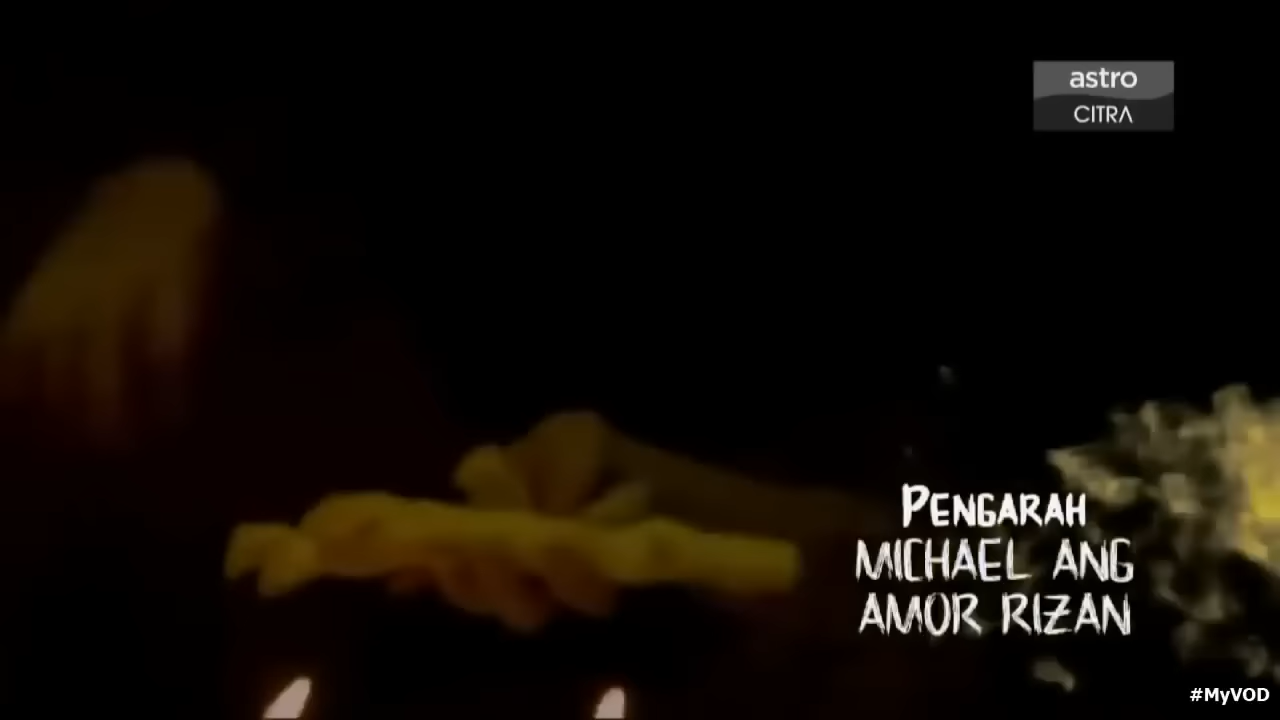 astro
CITRA
PENGARAH
MICHAEL ANG
AMOR RIZAN
#MyVOD